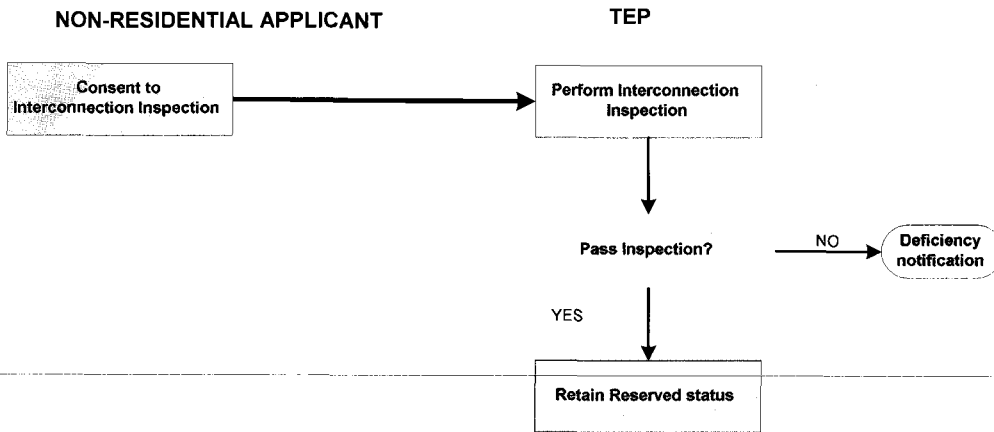 NON-RESIDENTIAL APPLICANT
TEP
Consent to
Interconnection Inspection
Perform Interconnection
Inspection
Pass Inspection?
NO
Deficiency
notification
YES
Retain Reserved status